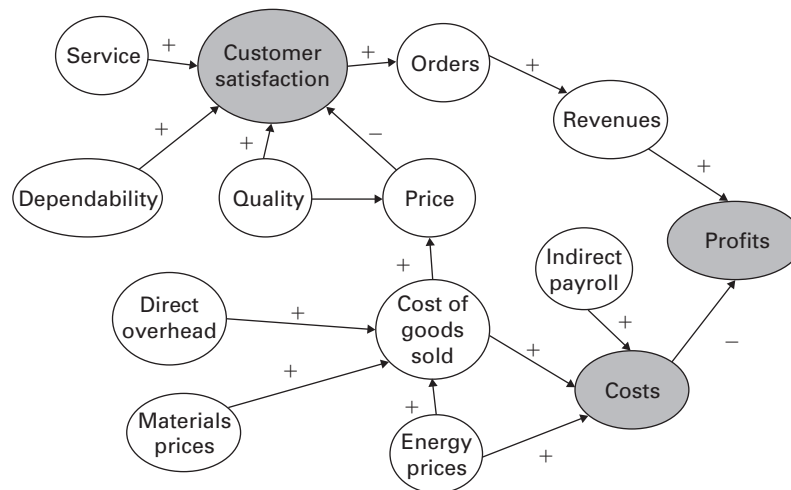 Service
+
Customer
satisfaction
+
Orders
+
Revenues
+
+
Dependability
+
Quality
−
Price
Profits
Indirect
payroll
+
Direct
overhead
+
Cost of
goods
sold
+
+
−
Costs
+
Materials
prices
+
Energy
prices
+